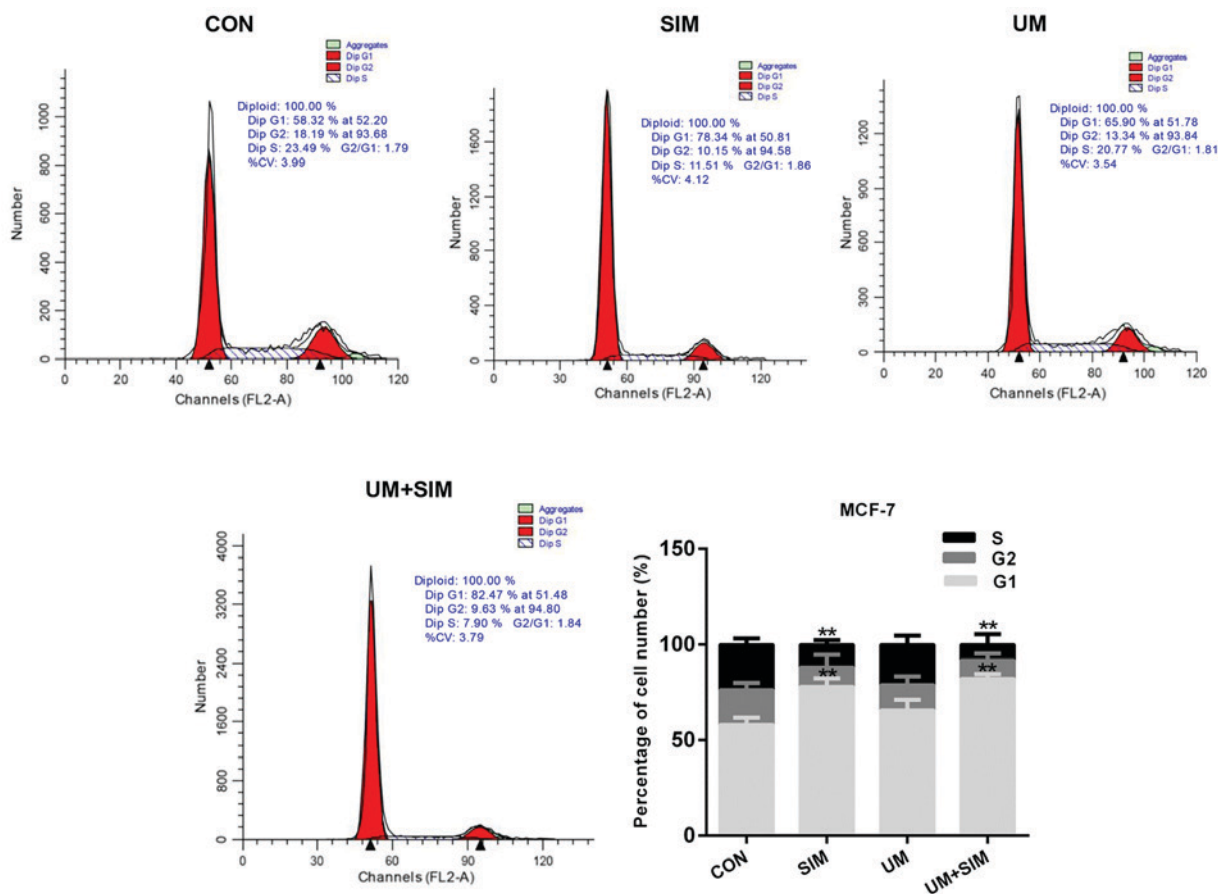 CON
Aggregates
Dip G1
Dip G2
Dip S
Diploid: 100.00 %
Dip G1: 58.32 % at 52.20
Dip G2: 18.19 % at 93.68
Dip S: 23.49 % G2/G1: 1.79
%CV: 3.99
Number
0 200 400 600 800 1000
0 20 40 60 80 100 120
Channels (FL2-A)
SIM
Aggregates
Dip G1
Dip G2
Dip S
Diploid: 100.00 %
Dip G1: 78.34 % at 50.81
Dip G2: 10.15 % at 94.58
Dip S: 11.51 % G2/G1: 1.86
%CV: 4.12
Number
0 400 800 1200 1600
0 30 60 90 120
Channels (FL2-A)
UM
Aggregates
Dip G1
Dip G2
Dip S
Diploid: 100.00 %
Dip G1: 65.90 % at 51.78
Dip G2: 13.34 % at 93.84
Dip S: 20.77 % G2/G1: 1.81
%CV: 3.54
Number
0 300 600 900 1200
0 20 40 60 80 100 120
Channels (FL2-A)
UM+SIM
Aggregates
Dip G1
Dip G2
Dip S
Diploid: 100.00 %
Dip G1: 82.47 % at 51.48
Dip G2: 9.63 % at 94.80
Dip S: 7.90 % G2/G1: 1.84
%CV: 3.79
Number
0 800 1600 2400 3200 4000
0 30 60 90 120
Channels (FL2-A)
MCF-7
S
G2
G1
Percentage of cell number (%)
150
100
50
0
** **
** **
CON SIM UM UM+SIM